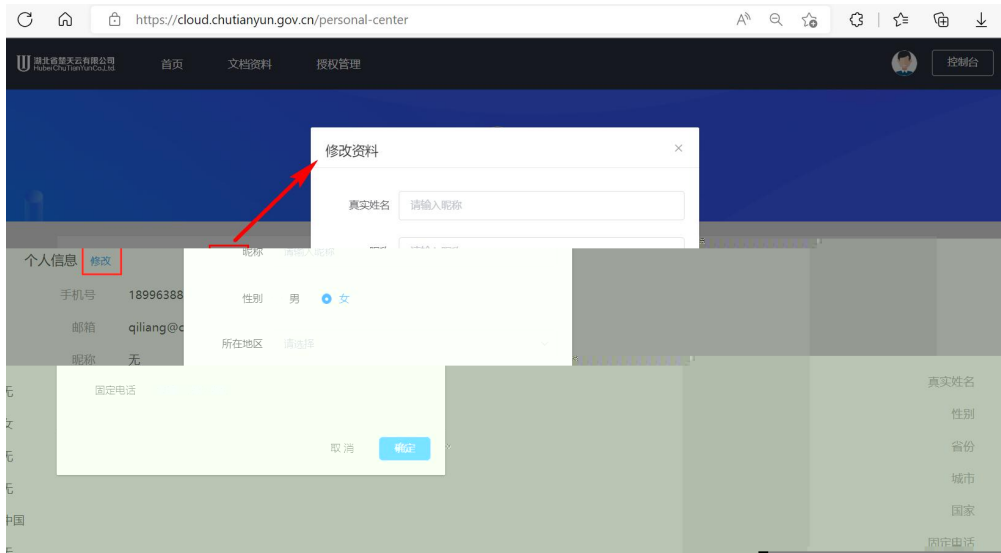 https://cloud.chutianyun.gov.cn/personal-center
湖北省楚天云有限公司
HubeiChuTianYunCo.,Ltd.
首页 文档资料 授权管理 控制台
修改资料
真实姓名 请输入昵称
个人信息 修改
昵称 请输入昵称
手机号 18996388
性别 男 女
邮箱 qiliang@c
所在地区 请选择
昵称 无
固定电话
真实姓名
无
性别
女
省份
无
取消 确定
城市
无
国家
中国
固定电话
无